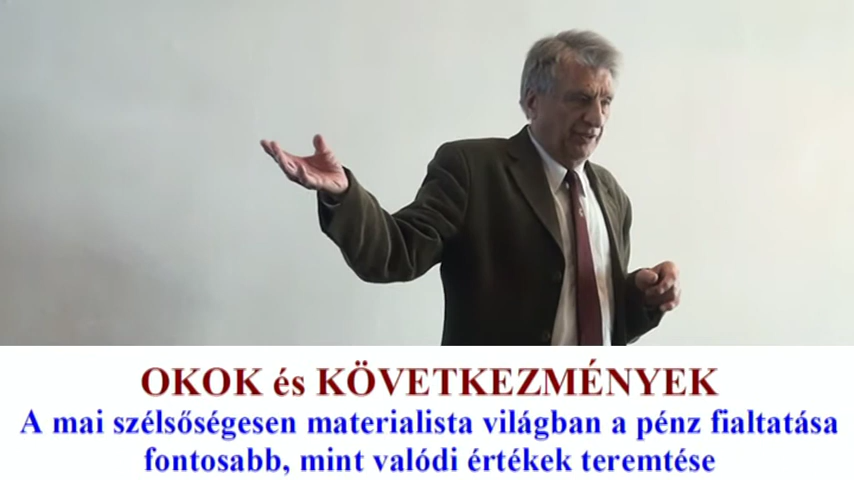 OKOK és KÖVETKEZMÉNYEK
A mai szélsőségesen materialista világban a pénz fialtatása
fontosabb, mint valódi értékek teremtése